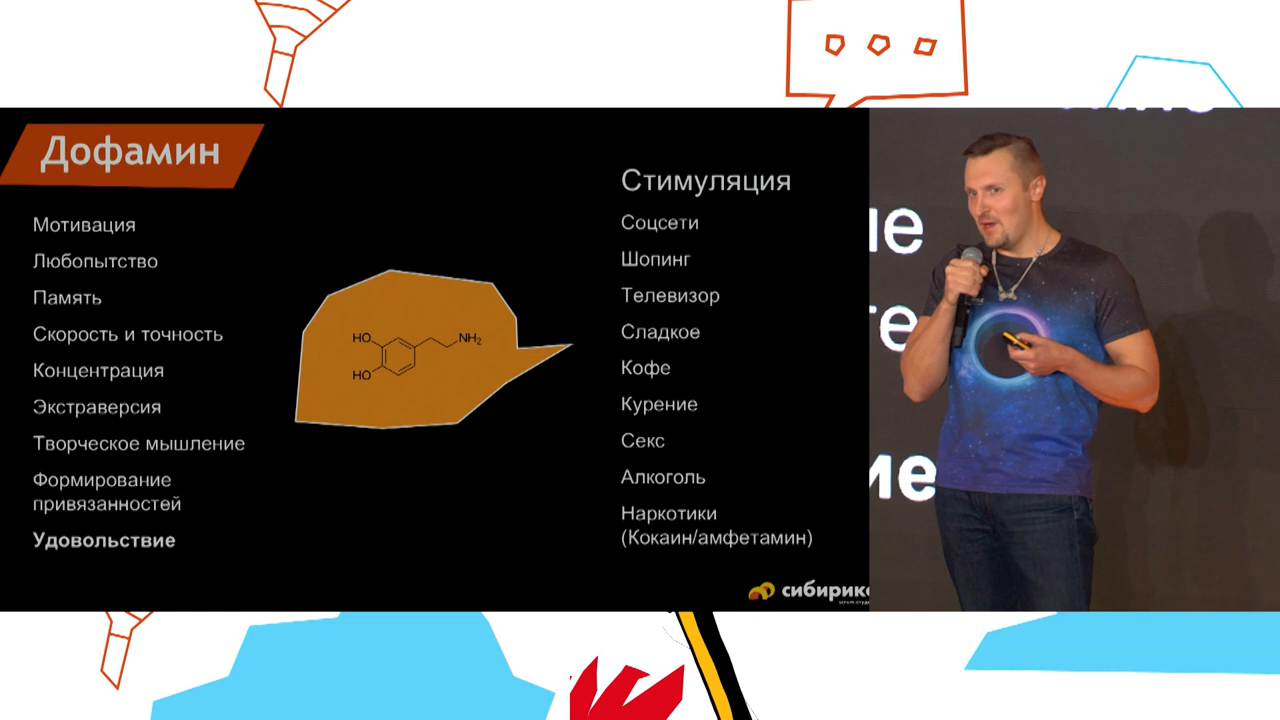 Дофамин
Мотивация
Любопытство
Память
Скорость и точность
Концентрация
Экстраверсия
Творческое мышление
Формирование
привязанностей
Удовольствие
HO
NH2
HO
Стимуляция
Соцсети
Шопинг
Телевизор
Сладкое
Кофе
Курение
Секс
Алкоголь
Наркотики
(Кокаин/амфетамин)